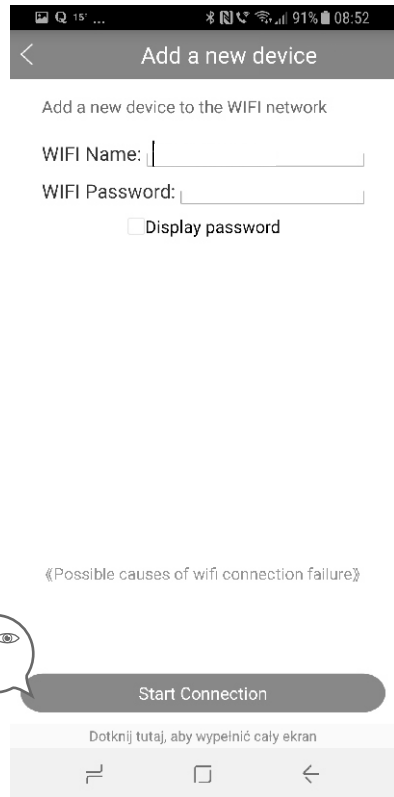 Q 15' ... 91% 08:52
Add a new device
Add a new device to the WIFI network
WIFI Name:
WIFI Password:
Display password
《Possible causes of wifi connection failure》
Start Connection
Dotknij tutaj, aby wypełnić cały ekran